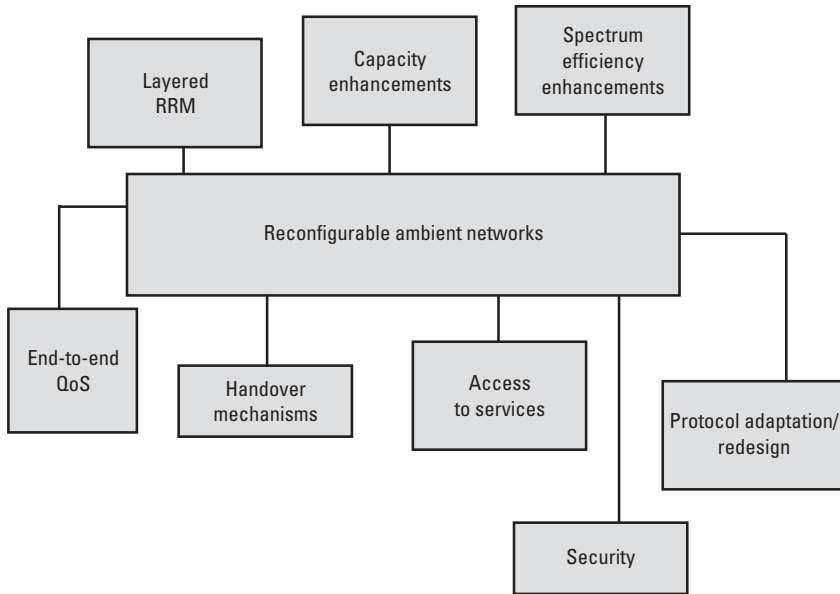 Layered
RRM
Capacity
enhancements
Spectrum
efficiency
enhancements
Reconfigurable ambient networks
End-to-end
QoS
Handover
mechanisms
Access
to services
Protocol adaptation/
redesign
Security